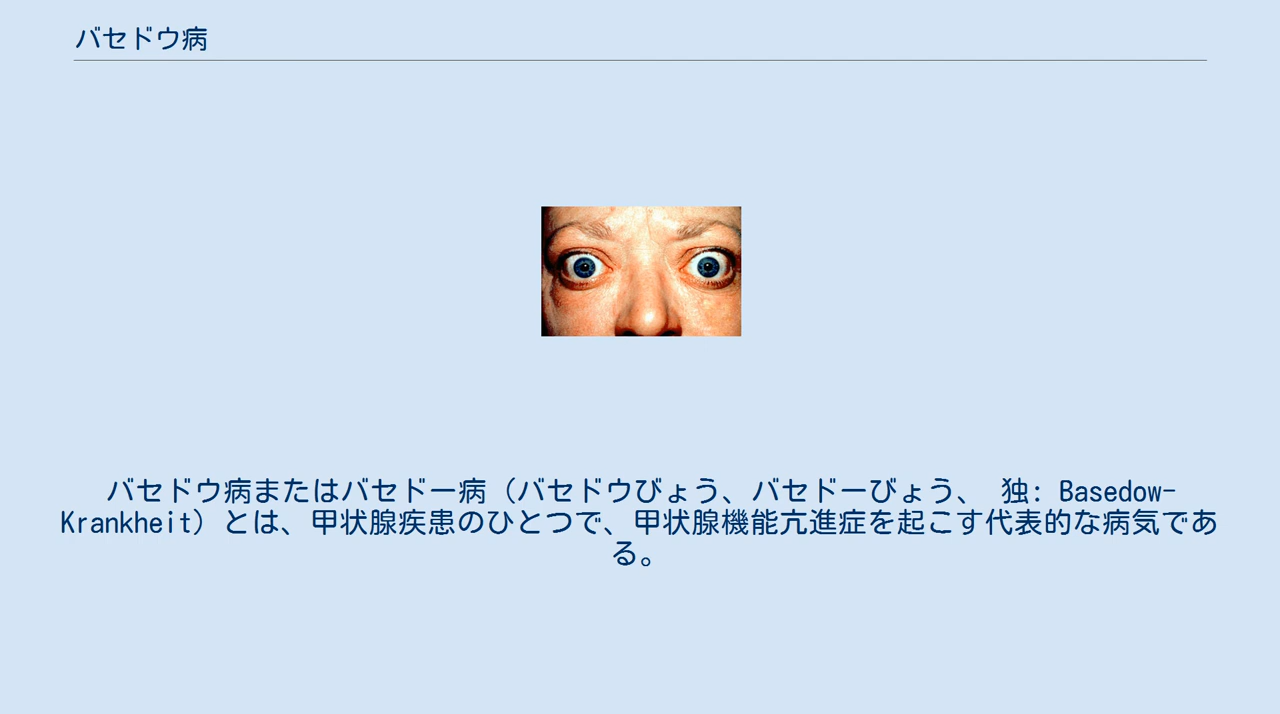 バセドウ病
バセドウ病またはバセドー病（バセドウびょう、バセドーびょう、 独: Basedow-
Krankheit）とは、甲状腺疾患のひとつで、甲状腺機能亢進症を起こす代表的な病気であ
る。